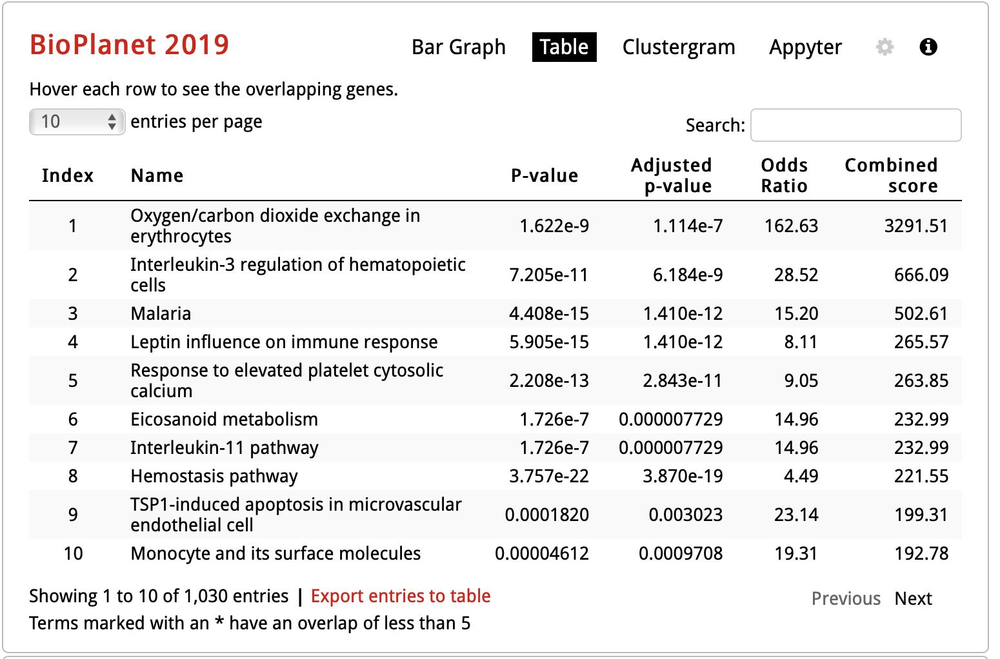 BioPlanet 2019
Bar Graph Table Clustergram Appyter
Hover each row to see the overlapping genes.
10 entries per page
Search:
Index Name P-value Adjusted p-value Odds Ratio Combined score
1 Oxygen/carbon dioxide exchange in erythrocytes 1.622e-9 1.114e-7 162.63 3291.51
2 Interleukin-3 regulation of hematopoietic cells 7.205e-11 6.184e-9 28.52 666.09
3 Malaria 4.408e-15 1.410e-12 15.20 502.61
4 Leptin influence on immune response 5.905e-15 1.410e-12 8.11 265.57
5 Response to elevated platelet cytosolic calcium 2.208e-13 2.843e-11 9.05 263.85
6 Eicosanoid metabolism 1.726e-7 0.000007729 14.96 232.99
7 Interleukin-11 pathway 1.726e-7 0.000007729 14.96 232.99
8 Hemostasis pathway 3.757e-22 3.870e-19 4.49 221.55
9 TSP1-induced apoptosis in microvascular endothelial cell 0.0001820 0.003023 23.14 199.31
10 Monocyte and its surface molecules 0.00004612 0.0009708 19.31 192.78
Showing 1 to 10 of 1,030 entries | Export entries to table
Previous Next
Terms marked with an * have an overlap of less than 5